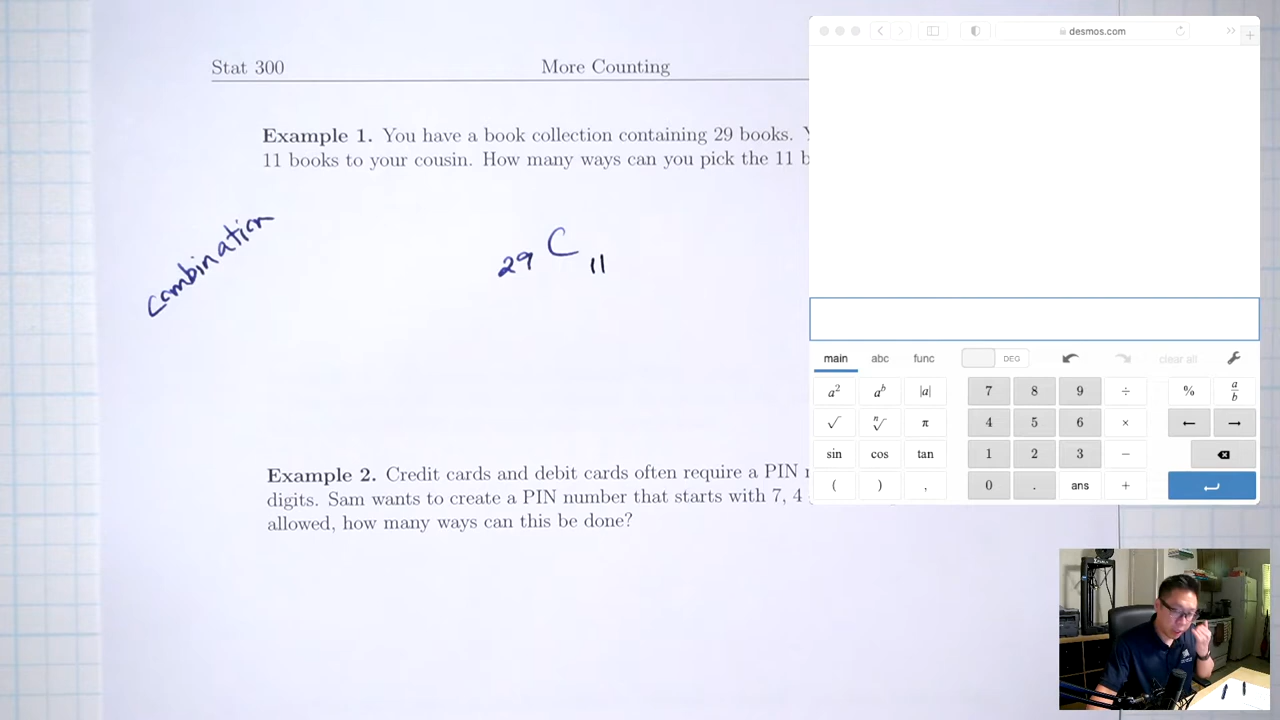 Stat 300 More Counting
Example 1. You have a book collection containing 29 books.
11 books to your cousin. How many ways can you pick the 11 b
combination
29 C 11
Example 2. Credit cards and debit cards often require a PIN
digits. Sam wants to create a PIN number that starts with 7, 4
allowed, how many ways can this be done?
desmos.com
main abc func DEG clear all
a² aᵇ |a| 7 8 9 ÷ % a/b
√ ⁿ√ π 4 5 6 × ← →
sin cos tan 1 2 3 −
( ) , 0 . ans +